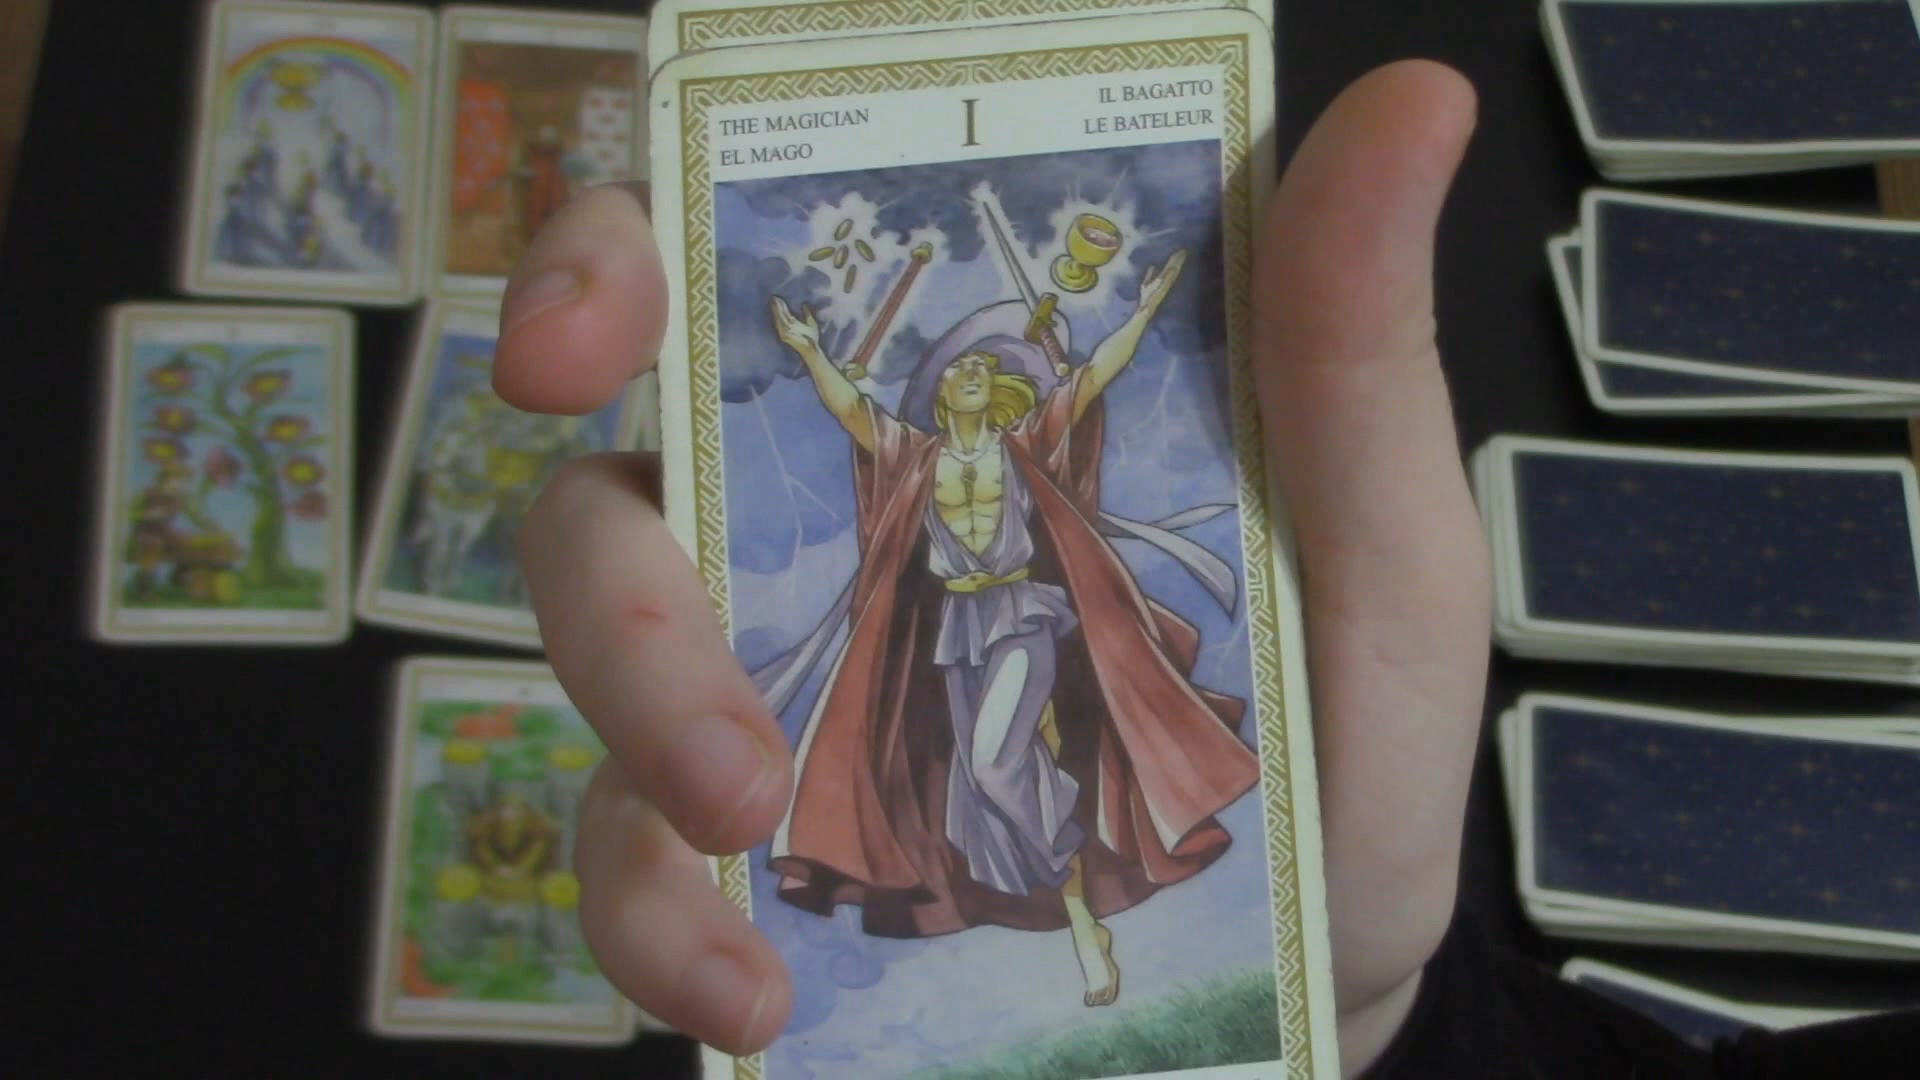 THE MAGICIAN
EL MAGO
I
IL BAGATTO
LE BATELEUR